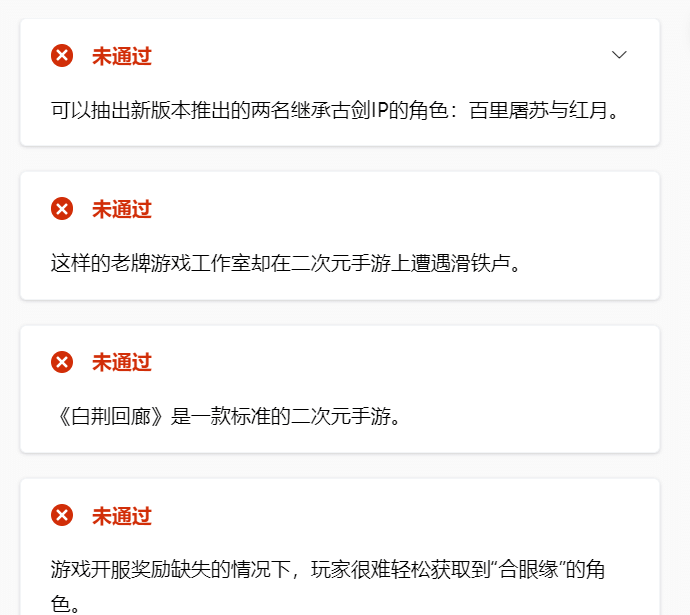 未通过
可以抽出新版本推出的两名继承古剑IP的角色：百里屠苏与红月。
未通过
这样的老牌游戏工作室却在二次元手游上遭遇滑铁卢。
未通过
《白荆回廊》是一款标准的二次元手游。
未通过
游戏开服奖励缺失的情况下，玩家很难轻松获取到“合眼缘”的角
色。